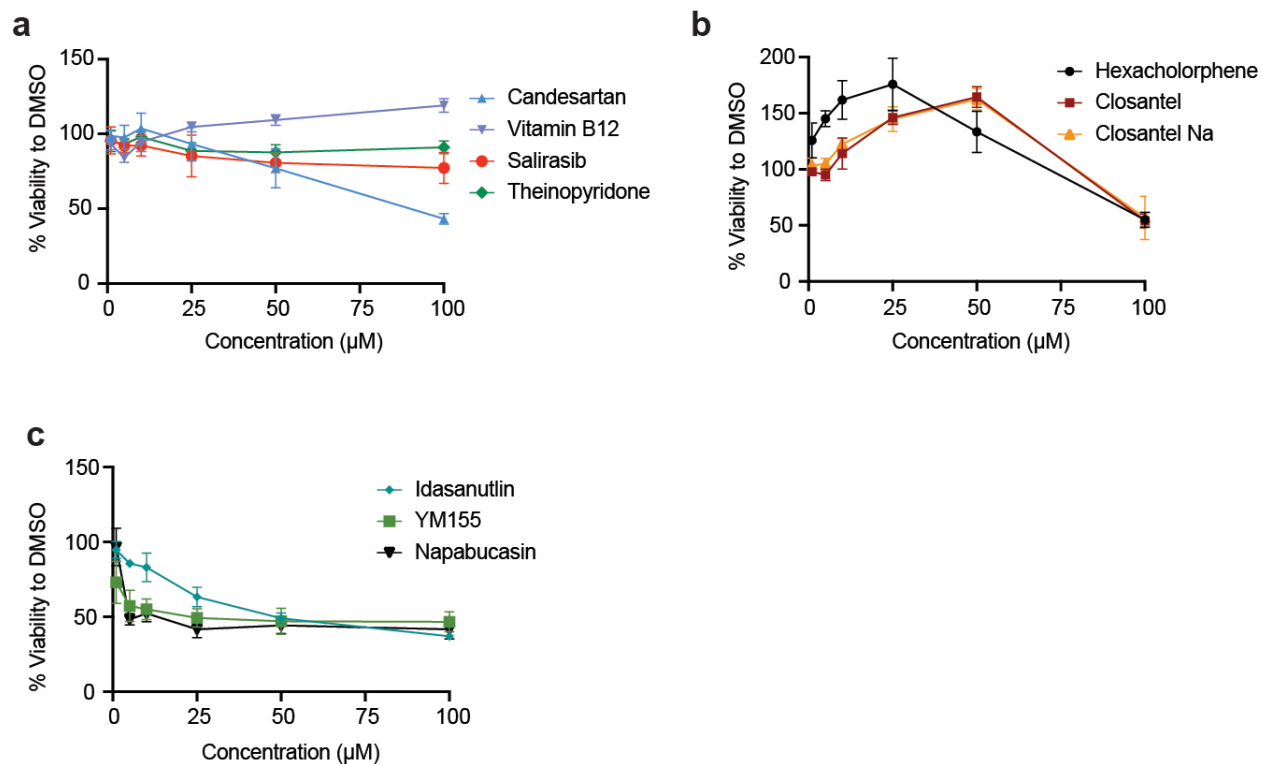 a
150
100
50
0
% Viability to DMSO
0 25 50 75 100
Concentration (µM)
Candesartan
Vitamin B12
Salirasib
Theinopyridone
b
200
150
100
50
0
% Viability to DMSO
0 25 50 75 100
Concentration (µM)
Hexacholorphene
Closantel
Closantel Na
c
150
100
50
0
% Viability to DMSO
0 25 50 75 100
Concentration (µM)
Idasanutlin
YM155
Napabucasin